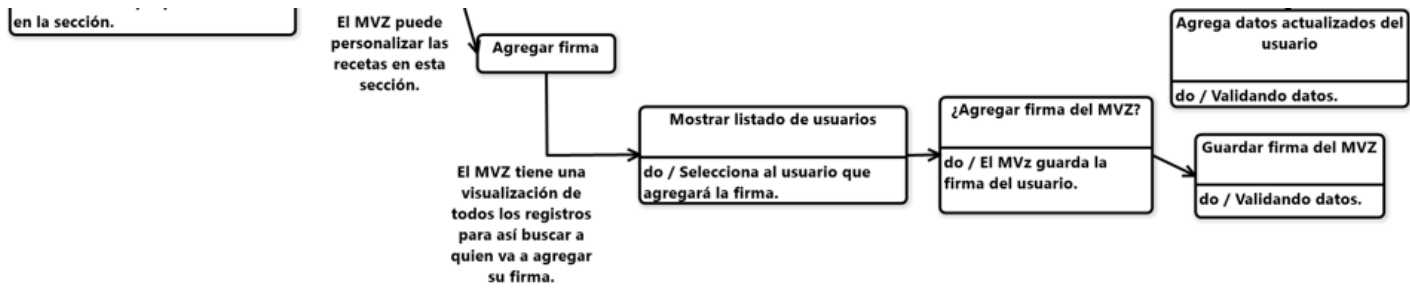 en la sección.
El MVZ puede
personalizar las
recetas en esta
sección.
Agregar firma
Agrega datos actualizados del
usuario
do / Validando datos.
Mostrar listado de usuarios
do / Selecciona al usuario que
agregará la firma.
¿Agregar firma del MVZ?
do / El MVz guarda la
firma del usuario.
Guardar firma del MVZ
do / Validando datos.
El MVZ tiene una
visualización de
todos los registros
para así buscar a
quien va a agregar
su firma.